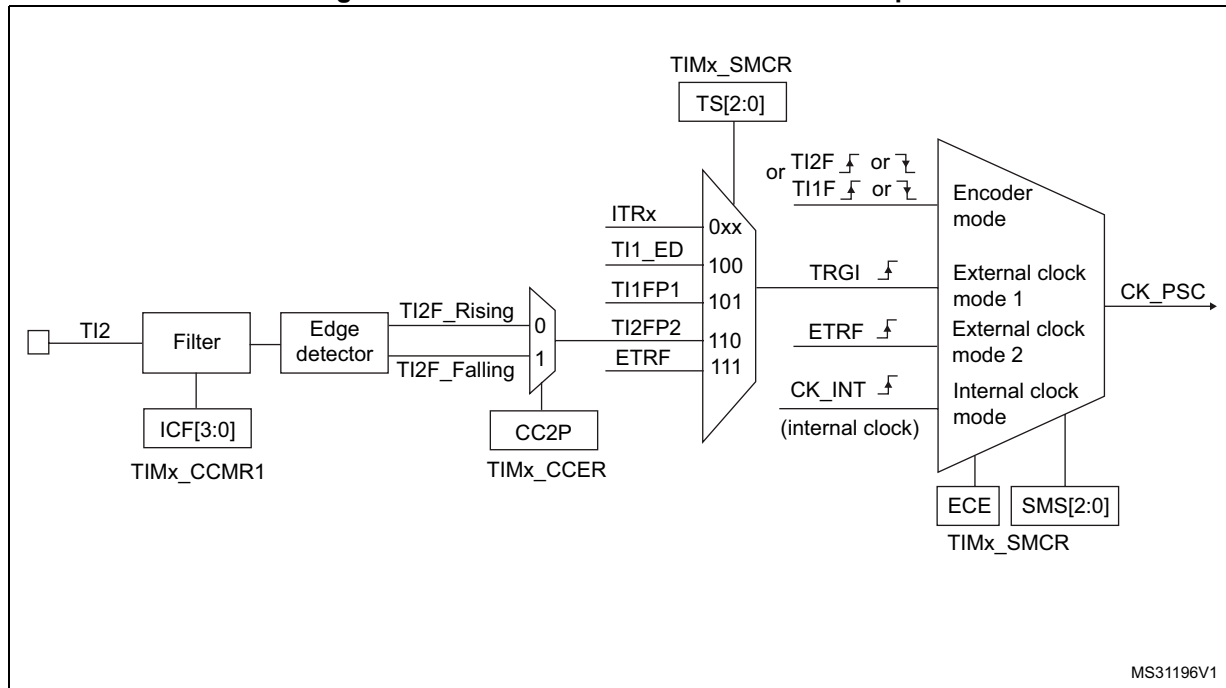 TIMx_SMCR
TS[2:0]
or TI2F or
TI1F or
Encoder
mode
ITRx
0xx
TI1_ED
100
TRGI
External clock
mode 1
CK_PSC
TI1FP1
101
TI2F_Rising
0
TI2FP2
110
ETRF
External clock
mode 2
TI2
Filter
Edge
detector
1
ETRF
111
TI2F_Falling
CK_INT
Internal clock
mode
(internal clock)
ICF[3:0]
CC2P
TIMx_CCMR1
TIMx_CCER
ECE
SMS[2:0]
TIMx_SMCR
MS31196V1